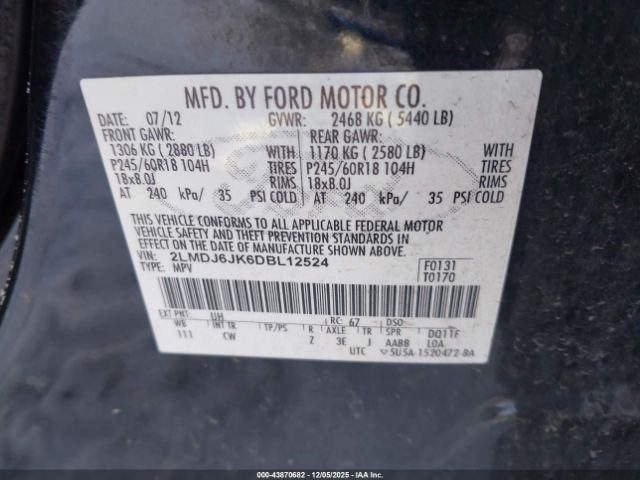 MFD. BY FORD MOTOR CO.
DATE: 07/12 GVWR: 2468 KG ( 5440 LB)
FRONT GAWR: REAR GAWR:
1306 KG ( 2880 LB) WITH 1170 KG ( 2580 LB) WITH
P245/60R18 104H TIRES P245/60R18 104H TIRES
18x8.0J RIMS 18x8.0J RIMS
AT 240 kPa/ 35 PSI COLD AT 240 kPa/ 35 PSI COLD
THIS VEHICLE CONFORMS TO ALL APPLICABLE FEDERAL MOTOR
VEHICLE SAFETY AND THEFT PREVENTION STANDARDS IN
EFFECT ON THE DATE OF MANUFACTURE SHOWN ABOVE.
VIN: 2LMDJ6JK6DBL12524 F0131
TYPE: MPV T0170
EXT PNT: UH RC: 67 DSO:
WB INT TR TP/PS R AXLE TR SPR DQ11F
111 CW Z 3E J AABB LOA
UTC 5U5A-1520472-BA
IAA Inc. - 43870682 - 12/05/2025 - IAA Inc.